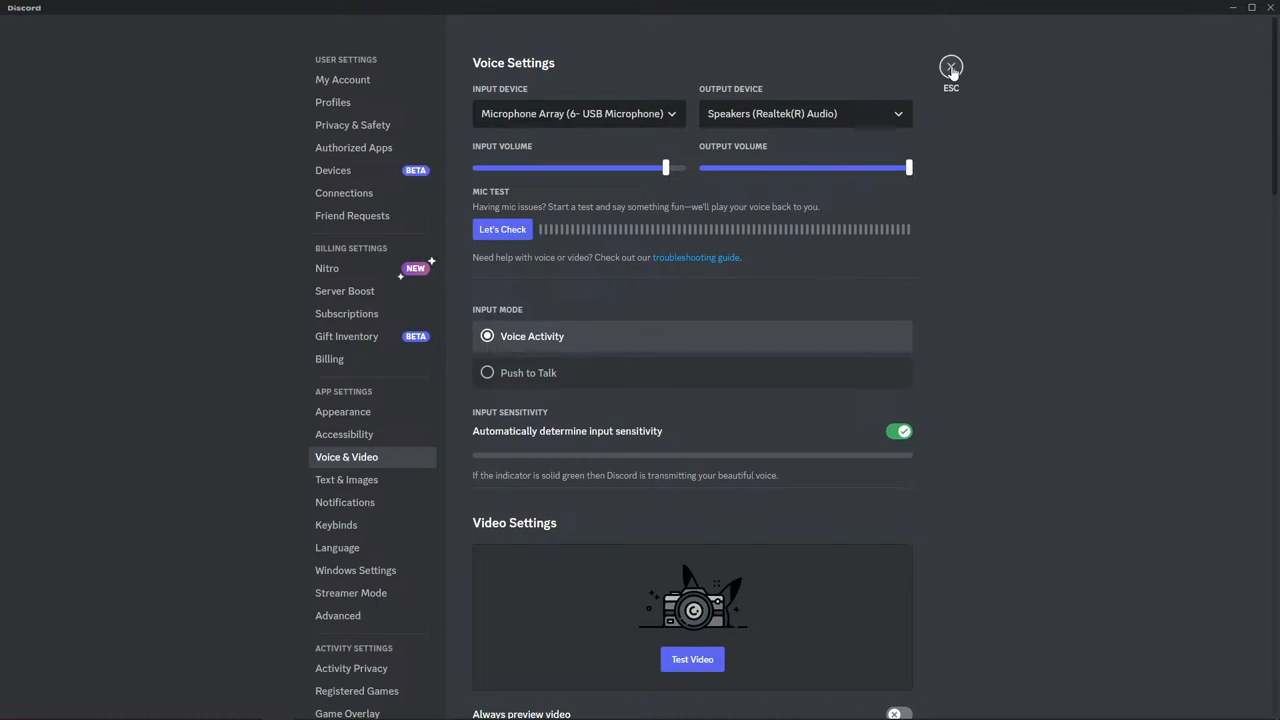 Discord
USER SETTINGS
My Account
Profiles
Privacy & Safety
Authorized Apps
Devices BETA
Connections
Friend Requests
BILLING SETTINGS
Nitro NEW
Server Boost
Subscriptions
Gift Inventory BETA
Billing
APP SETTINGS
Appearance
Accessibility
Voice & Video
Text & Images
Notifications
Keybinds
Language
Windows Settings
Streamer Mode
Advanced
ACTIVITY SETTINGS
Activity Privacy
Registered Games
Game Overlay
Voice Settings
ESC
INPUT DEVICE OUTPUT DEVICE
Microphone Array (6- USB Microphone) Speakers (Realtek(R) Audio)
INPUT VOLUME OUTPUT VOLUME
MIC TEST
Having mic issues? Start a test and say something fun—we'll play your voice back to you.
Let's Check
Need help with voice or video? Check out our troubleshooting guide.
INPUT MODE
Voice Activity
Push to Talk
INPUT SENSITIVITY
Automatically determine input sensitivity
If the indicator is solid green then Discord is transmitting your beautiful voice.
Video Settings
Test Video
Always preview video